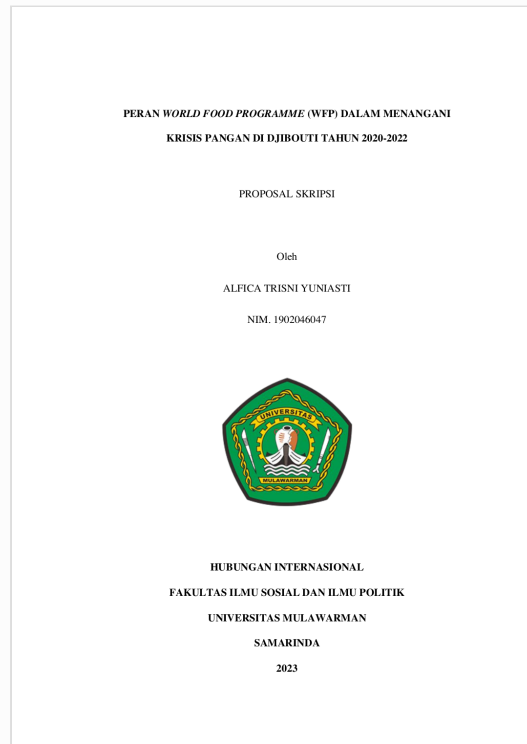 PERAN WORLD FOOD PROGRAMME (WFP) DALAM MENANGANI
KRISIS PANGAN DI DJIBOUTI TAHUN 2020-2022
PROPOSAL SKRIPSI
Oleh
ALFICA TRISNI YUNIASTI
NIM. 1902046047
UNIVERSITAS
MULAWARMAN
HUBUNGAN INTERNASIONAL
FAKULTAS ILMU SOSIAL DAN ILMU POLITIK
UNIVERSITAS MULAWARMAN
SAMARINDA
2023